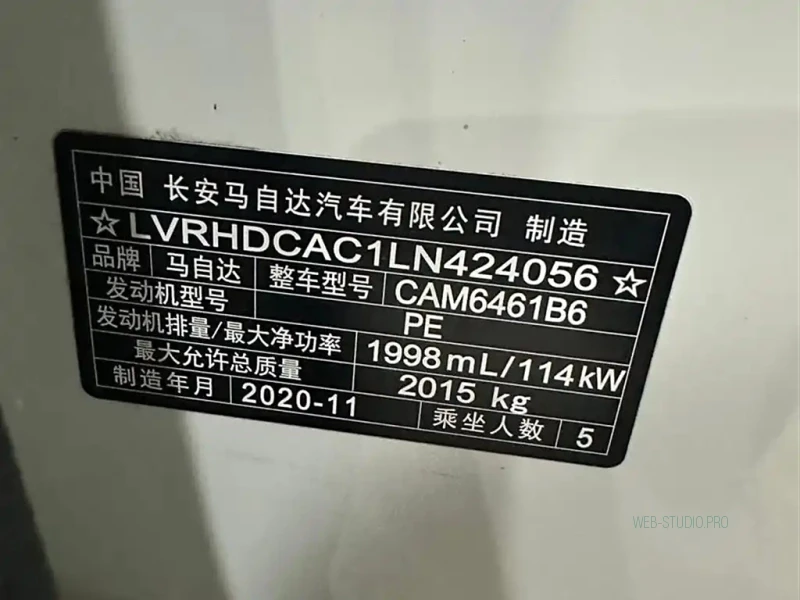 中国 长安马自达汽车有限公司 制造
☆LVRHDCAC1LN424056☆
品牌 马自达 整车型号 CAM6461B6
发动机型号 PE
发动机排量/最大净功率 1998mL/114kW
最大允许总质量 2015 kg
制造年月 2020-11 乘坐人数 5
WEB-STUDIO.PRO